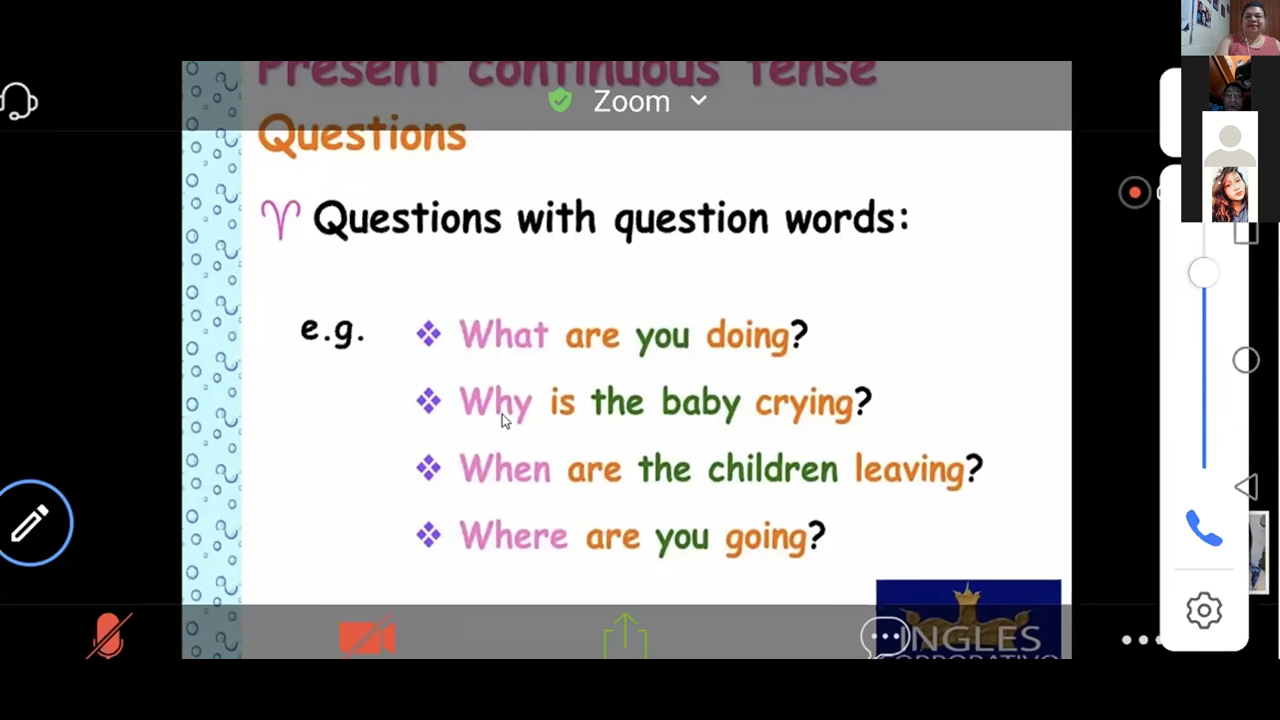 Present continuous tense
Zoom
Questions
Questions with question words:
e.g.
What are you doing?
Why is the baby crying?
When are the children leaving?
Where are you going?
INGLES
CORPORATIVO